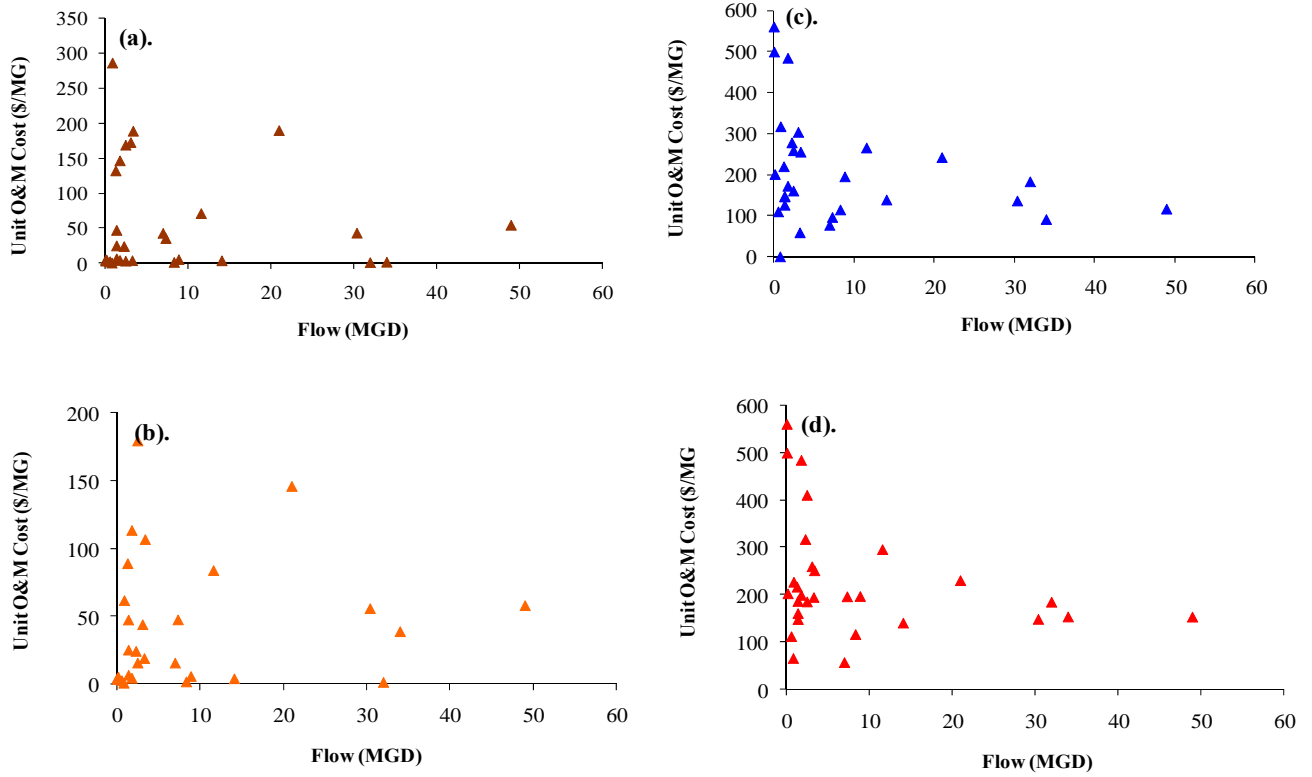 (a).
Unit O&M Cost ($/MG)
350
300
250
200
150
100
50
0
0 10 20 30 40 50 60
Flow (MGD)
(c).
Unit O&M Cost ($/MG)
600
500
400
300
200
100
0
0 10 20 30 40 50 60
Flow (MGD)
(b).
Unit O&M Cost ($/MG)
200
150
100
50
0
0 10 20 30 40 50 60
Flow (MGD)
(d).
Unit O&M Cost ($/MG
600
500
400
300
200
100
0
0 10 20 30 40 50 60
Flow (MGD)